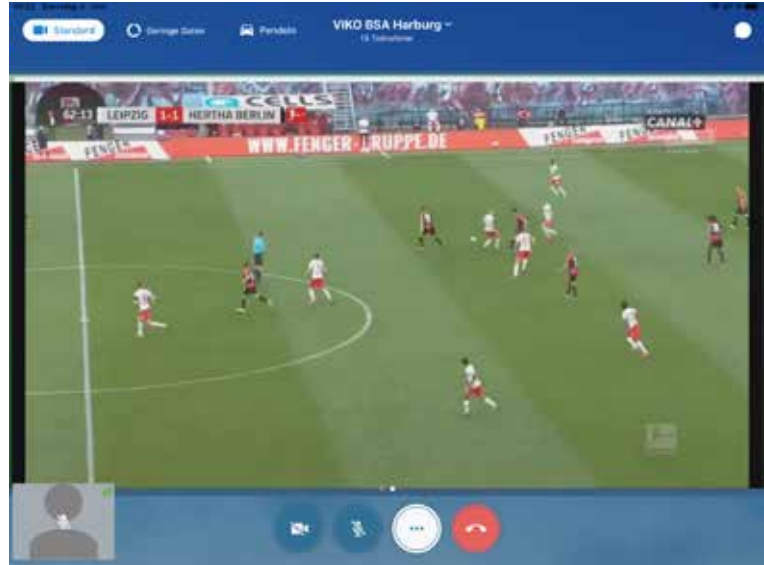 Standard
Geringe Daten
Pendeln
VIKO BSA Harburg
CELLS
62:13 LEIPZIG 1-1 HERTHA BERLIN
CANAL+
FENGER
WWW.FENGER-GRUPPE.DE
FENGER